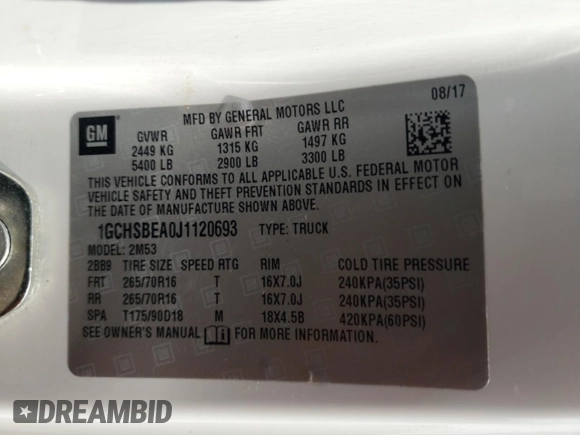 MFD BY GENERAL MOTORS LLC
08/17
GM
GVWR GAWR FRT GAWR RR
2449 KG 1315 KG 1497 KG
5400 LB 2900 LB 3300 LB
THIS VEHICLE CONFORMS TO ALL APPLICABLE U.S. FEDERAL MOTOR
VEHICLE SAFETY AND THEFT PREVENTION STANDARDS IN EFFECT ON THE
DATE OF MANUFACTURE SHOWN ABOVE.
1GCHSBEA0J1120693 TYPE: TRUCK
MODEL: 2M53
2BB9 TIRE SIZE SPEED RTG RIM COLD TIRE PRESSURE
FRT 265/70R16 T 16X7.0J 240KPA(35PSI)
RR 265/70R16 T 16X7.0J 240KPA(35PSI)
SPA T175/90D18 M 18X4.5B 420KPA(60PSI)
SEE OWNER'S MANUAL FOR MORE INFORMATION.
DREAMBID